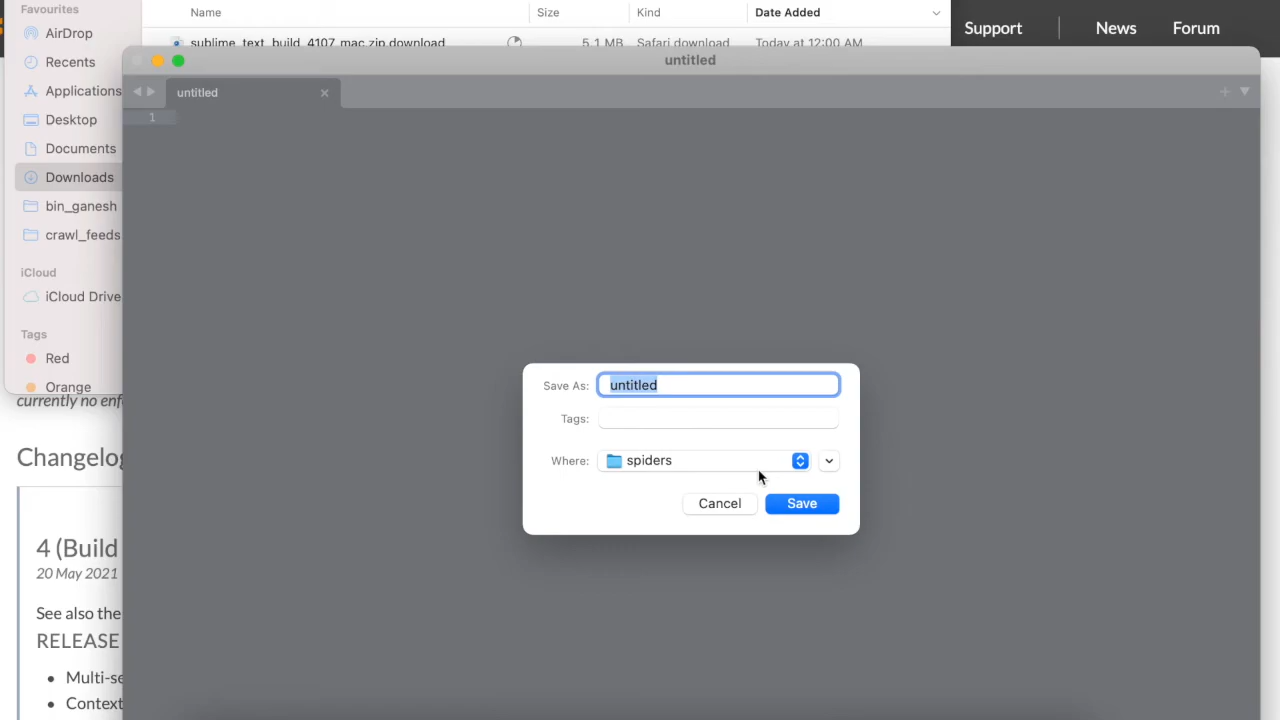 Favourites
AirDrop
Recents
Applications
Desktop
Documents
Downloads
bin_ganesh
crawl_feeds
iCloud
iCloud Drive
Tags
Red
Orange
Name Size Kind Date Added
sublime_text_build_4107_mac.zip.download 5.1 MB Safari download Today at 12:00 AM
Support News Forum
untitled
untitled
1
Save As: untitled
Tags:
Where: spiders
Cancel Save
currently no
Changelog
4 (Build
20 May 2021
See also the
RELEASE
Multi-se
Context